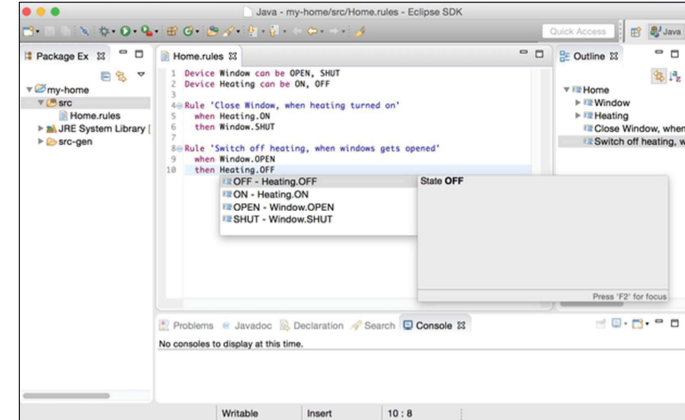 Java - my-home/src/Home.rules - Eclipse SDK
Quick Access
Java
Package Ex
my-home
src
Home.rules
JRE System Library [
src-gen
Home.rules
1 Device Window can be OPEN, SHUT
2 Device Heating can be ON, OFF
3
4 Rule 'Close Window, when heating turned on'
5 when Heating.ON
6 then Window.SHUT
7
8 Rule 'Switch off heating, when windows gets opened'
9 when Window.OPEN
10 then Heating.OFF
OFF - Heating.OFF
ON - Heating.ON
OPEN - Window.OPEN
SHUT - Window.SHUT
State OFF
Press 'F2' for focus
Outline
Home
Window
Heating
Close Window, when
Switch off heating, w
Problems
Javadoc
Declaration
Search
Console
No consoles to display at this time.
Writable
Insert
10 : 8